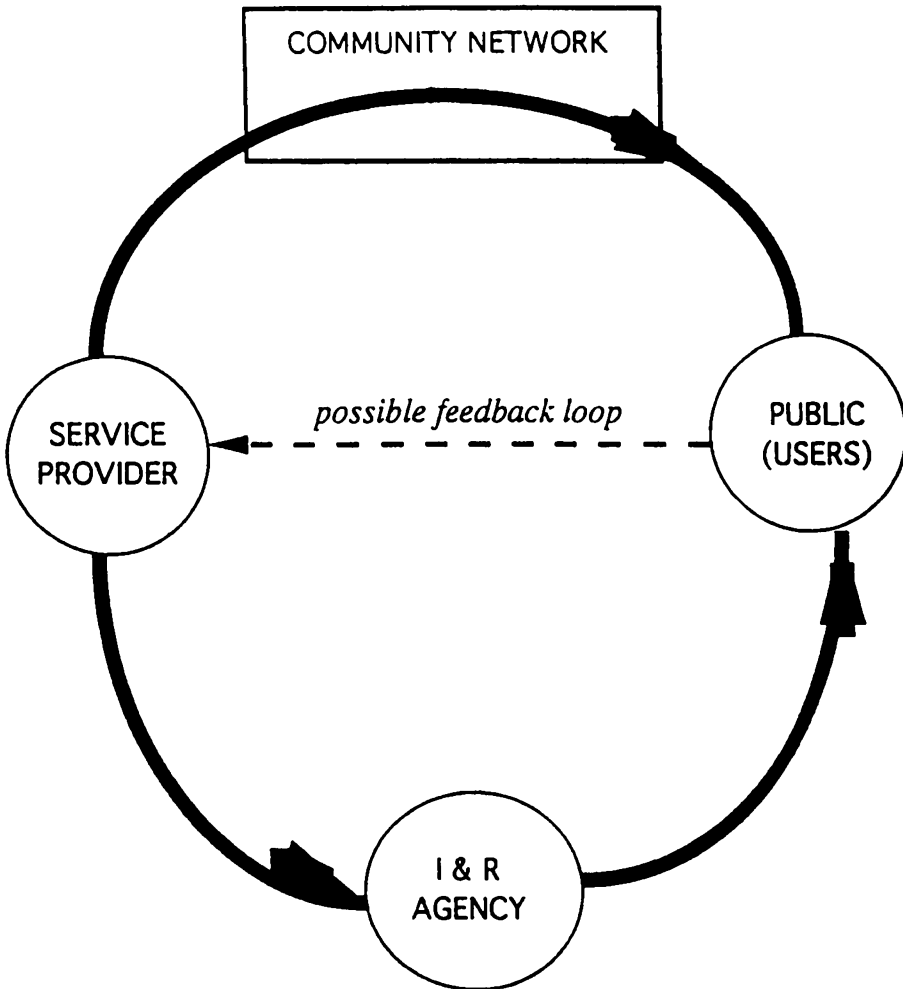 COMMUNITY NETWORK
possible feedback loop
SERVICE
PROVIDER
PUBLIC
(USERS)
I & R
AGENCY